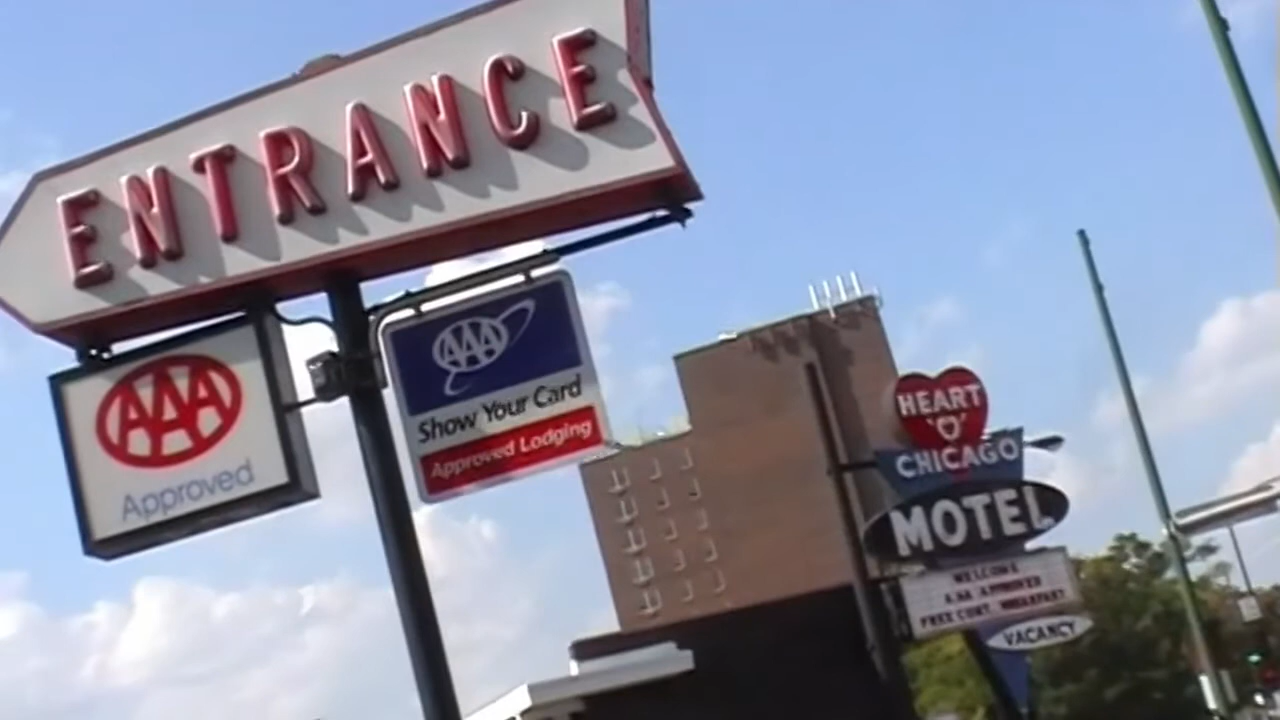 ENTRANCE
AAA
Approved
AAA
Show Your Card
Approved Lodging
HEART
'O'
CHICAGO
MOTEL
WELCOME
AAA APPROVED
FREE CONT. BREAKFAST
VACANCY